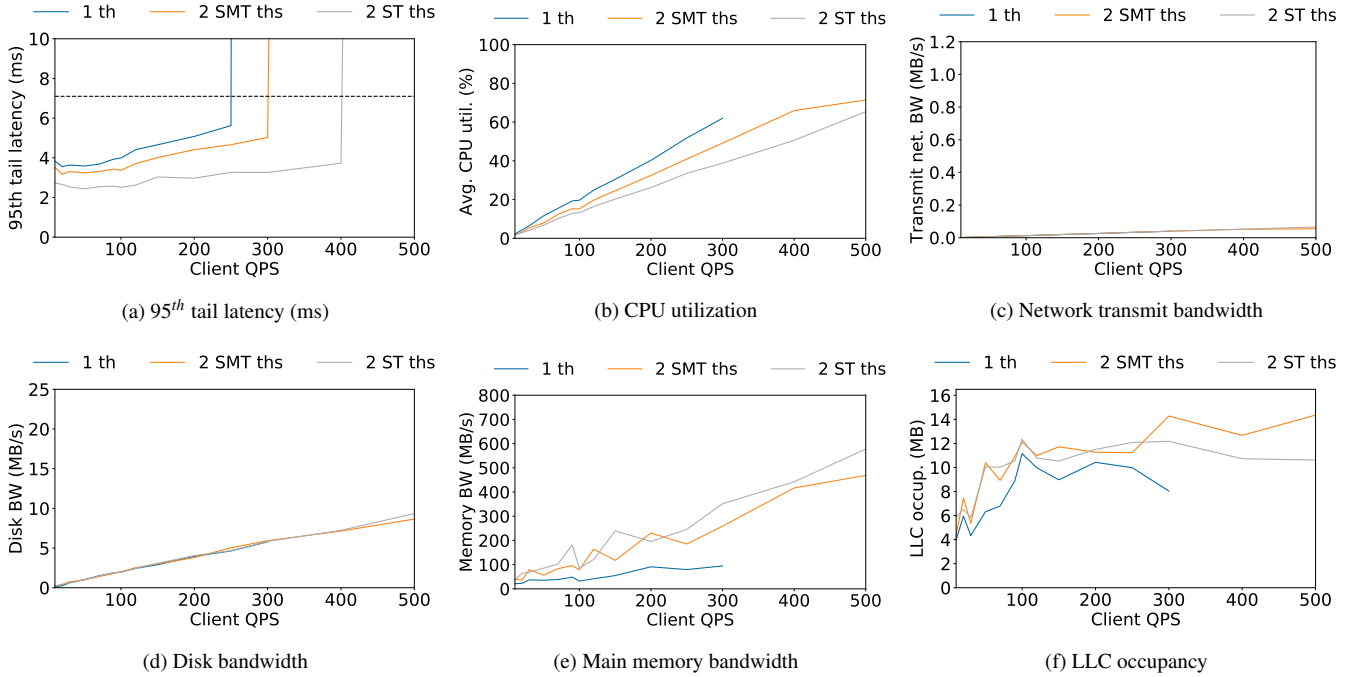 1 th 2 SMT ths 2 ST ths
10
8
6
4
2
0
95th tail latency (ms)
100 200 300 400 500
Client QPS
(a) 95th tail latency (ms)
1 th 2 SMT ths 2 ST ths
100
80
60
40
20
0
Avg. CPU util. (%)
100 200 300 400 500
Client QPS
(b) CPU utilization
1 th 2 SMT ths 2 ST ths
1.2
1.0
0.8
0.6
0.4
0.2
0.0
Transmit net. BW (MB/s)
100 200 300 400 500
Client QPS
(c) Network transmit bandwidth
1 th 2 SMT ths 2 ST ths
25
20
15
10
5
0
Disk BW (MB/s)
100 200 300 400 500
Client QPS
(d) Disk bandwidth
1 th 2 SMT ths 2 ST ths
800
700
600
500
400
300
200
100
0
Memory BW (MB/s)
100 200 300 400 500
Client QPS
(e) Main memory bandwidth
1 th 2 SMT ths 2 ST ths
16
14
12
10
8
6
4
2
0
LLC occup. (MB)
100 200 300 400 500
Client QPS
(f) LLC occupancy